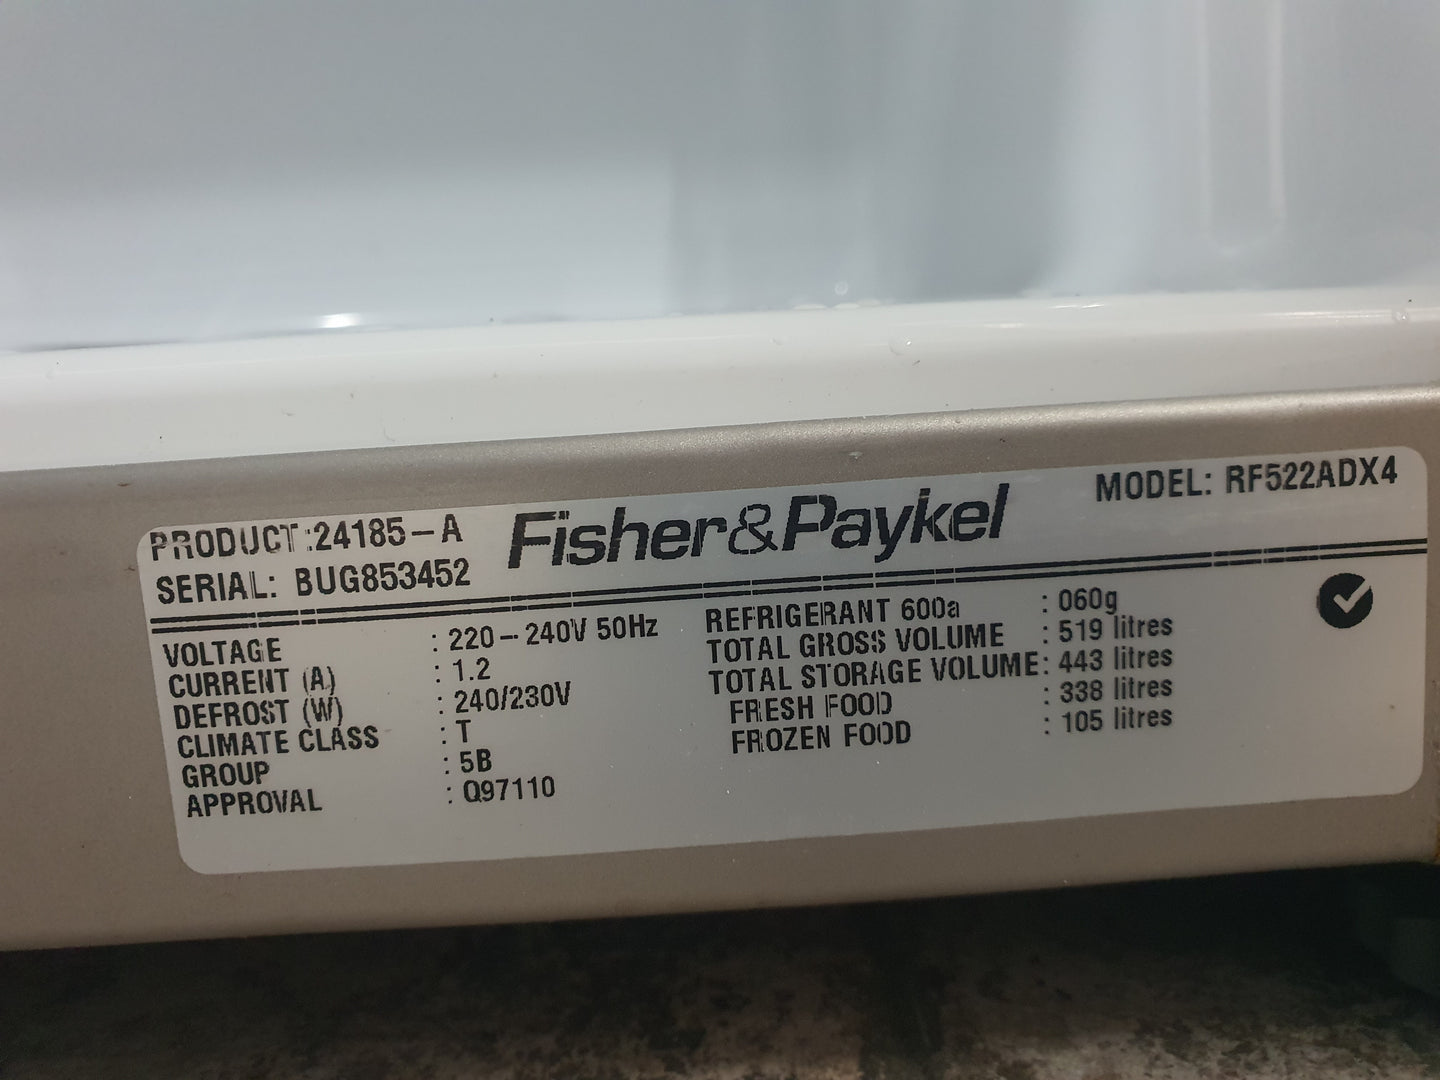 PRODUCT :24185-A
SERIAL: BUG853452
Fisher&Paykel
MODEL: RF522ADX4
VOLTAGE : 220-240V 50Hz
CURRENT (A) : 1.2
DEFROST (W) : 240/230V
CLIMATE CLASS : T
GROUP : 5B
APPROVAL : Q97110
REFRIGERANT 600a : 060g
TOTAL GROSS VOLUME : 519 litres
TOTAL STORAGE VOLUME: 443 litres
FRESH FOOD : 338 litres
FROZEN FOOD : 105 litres